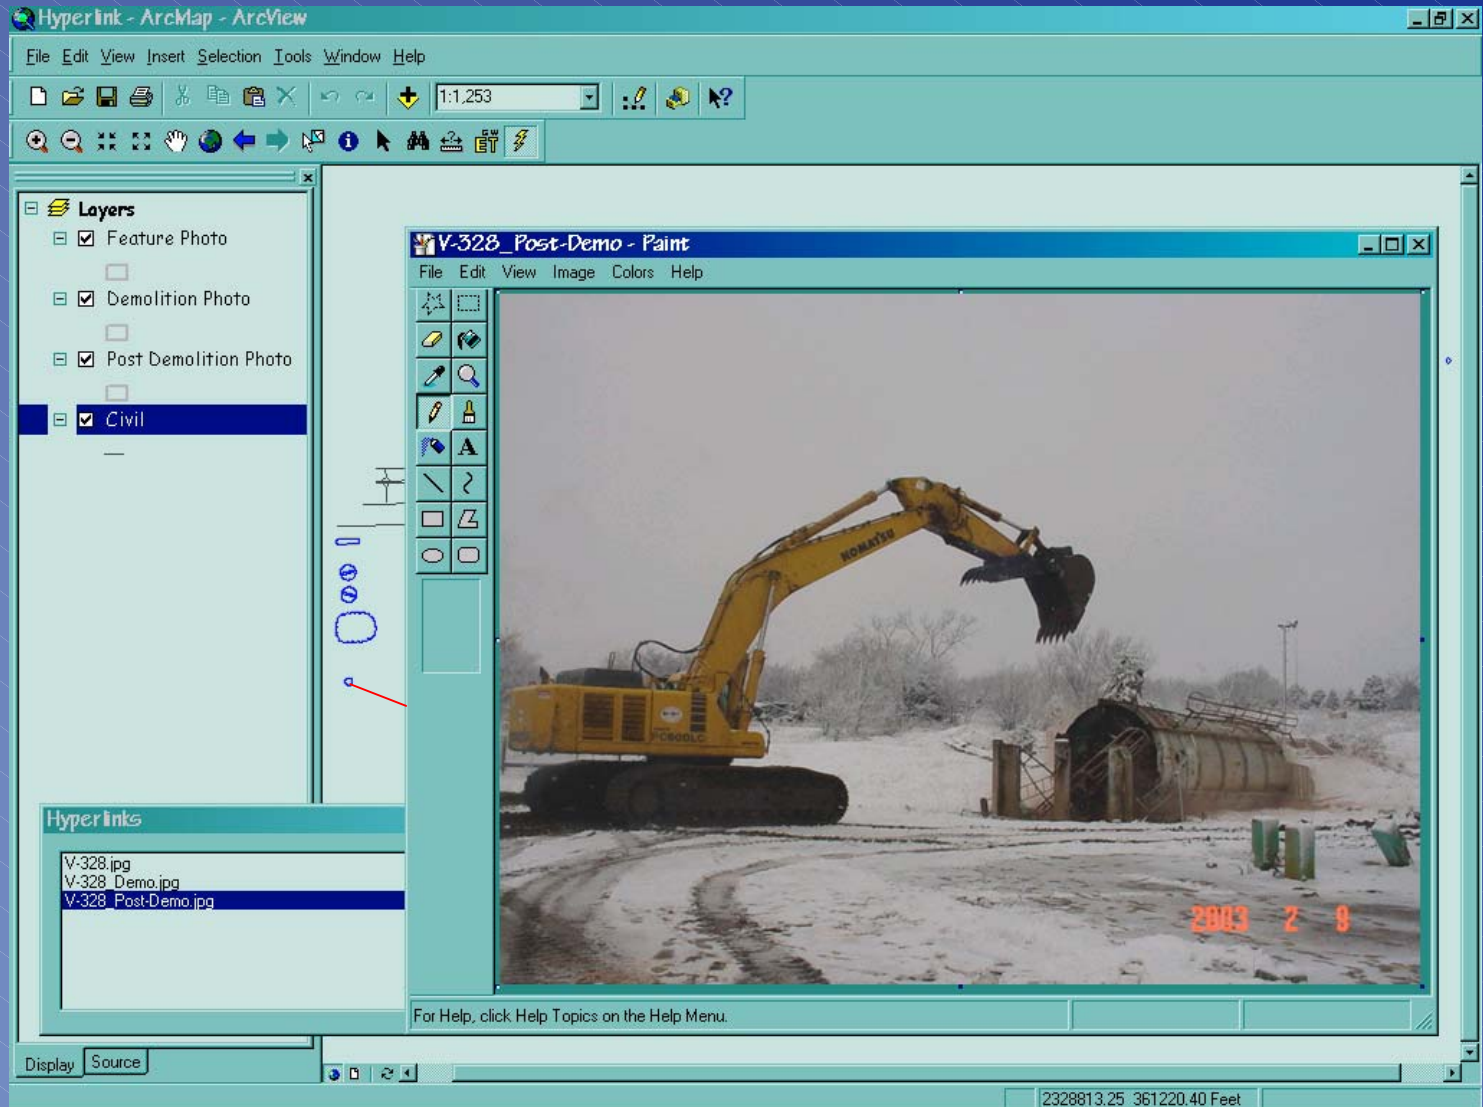 Hyperlink - ArcMap - ArcView
File Edit View Insert Selection Tools Window Help
1:1,253
Layers
Feature Photo
Demolition Photo
Post Demolition Photo
Civil
V-328_Post-Demo - Paint
File Edit View Image Colors Help
A
KOMATSU
PC600LC
2003 2 9
For Help, click Help Topics on the Help Menu.
Hyperlinks
V-328.jpg
V-328_Demo.jpg
V-328_Post-Demo.jpg
Display Source
2328813.25 361220.40 Feet